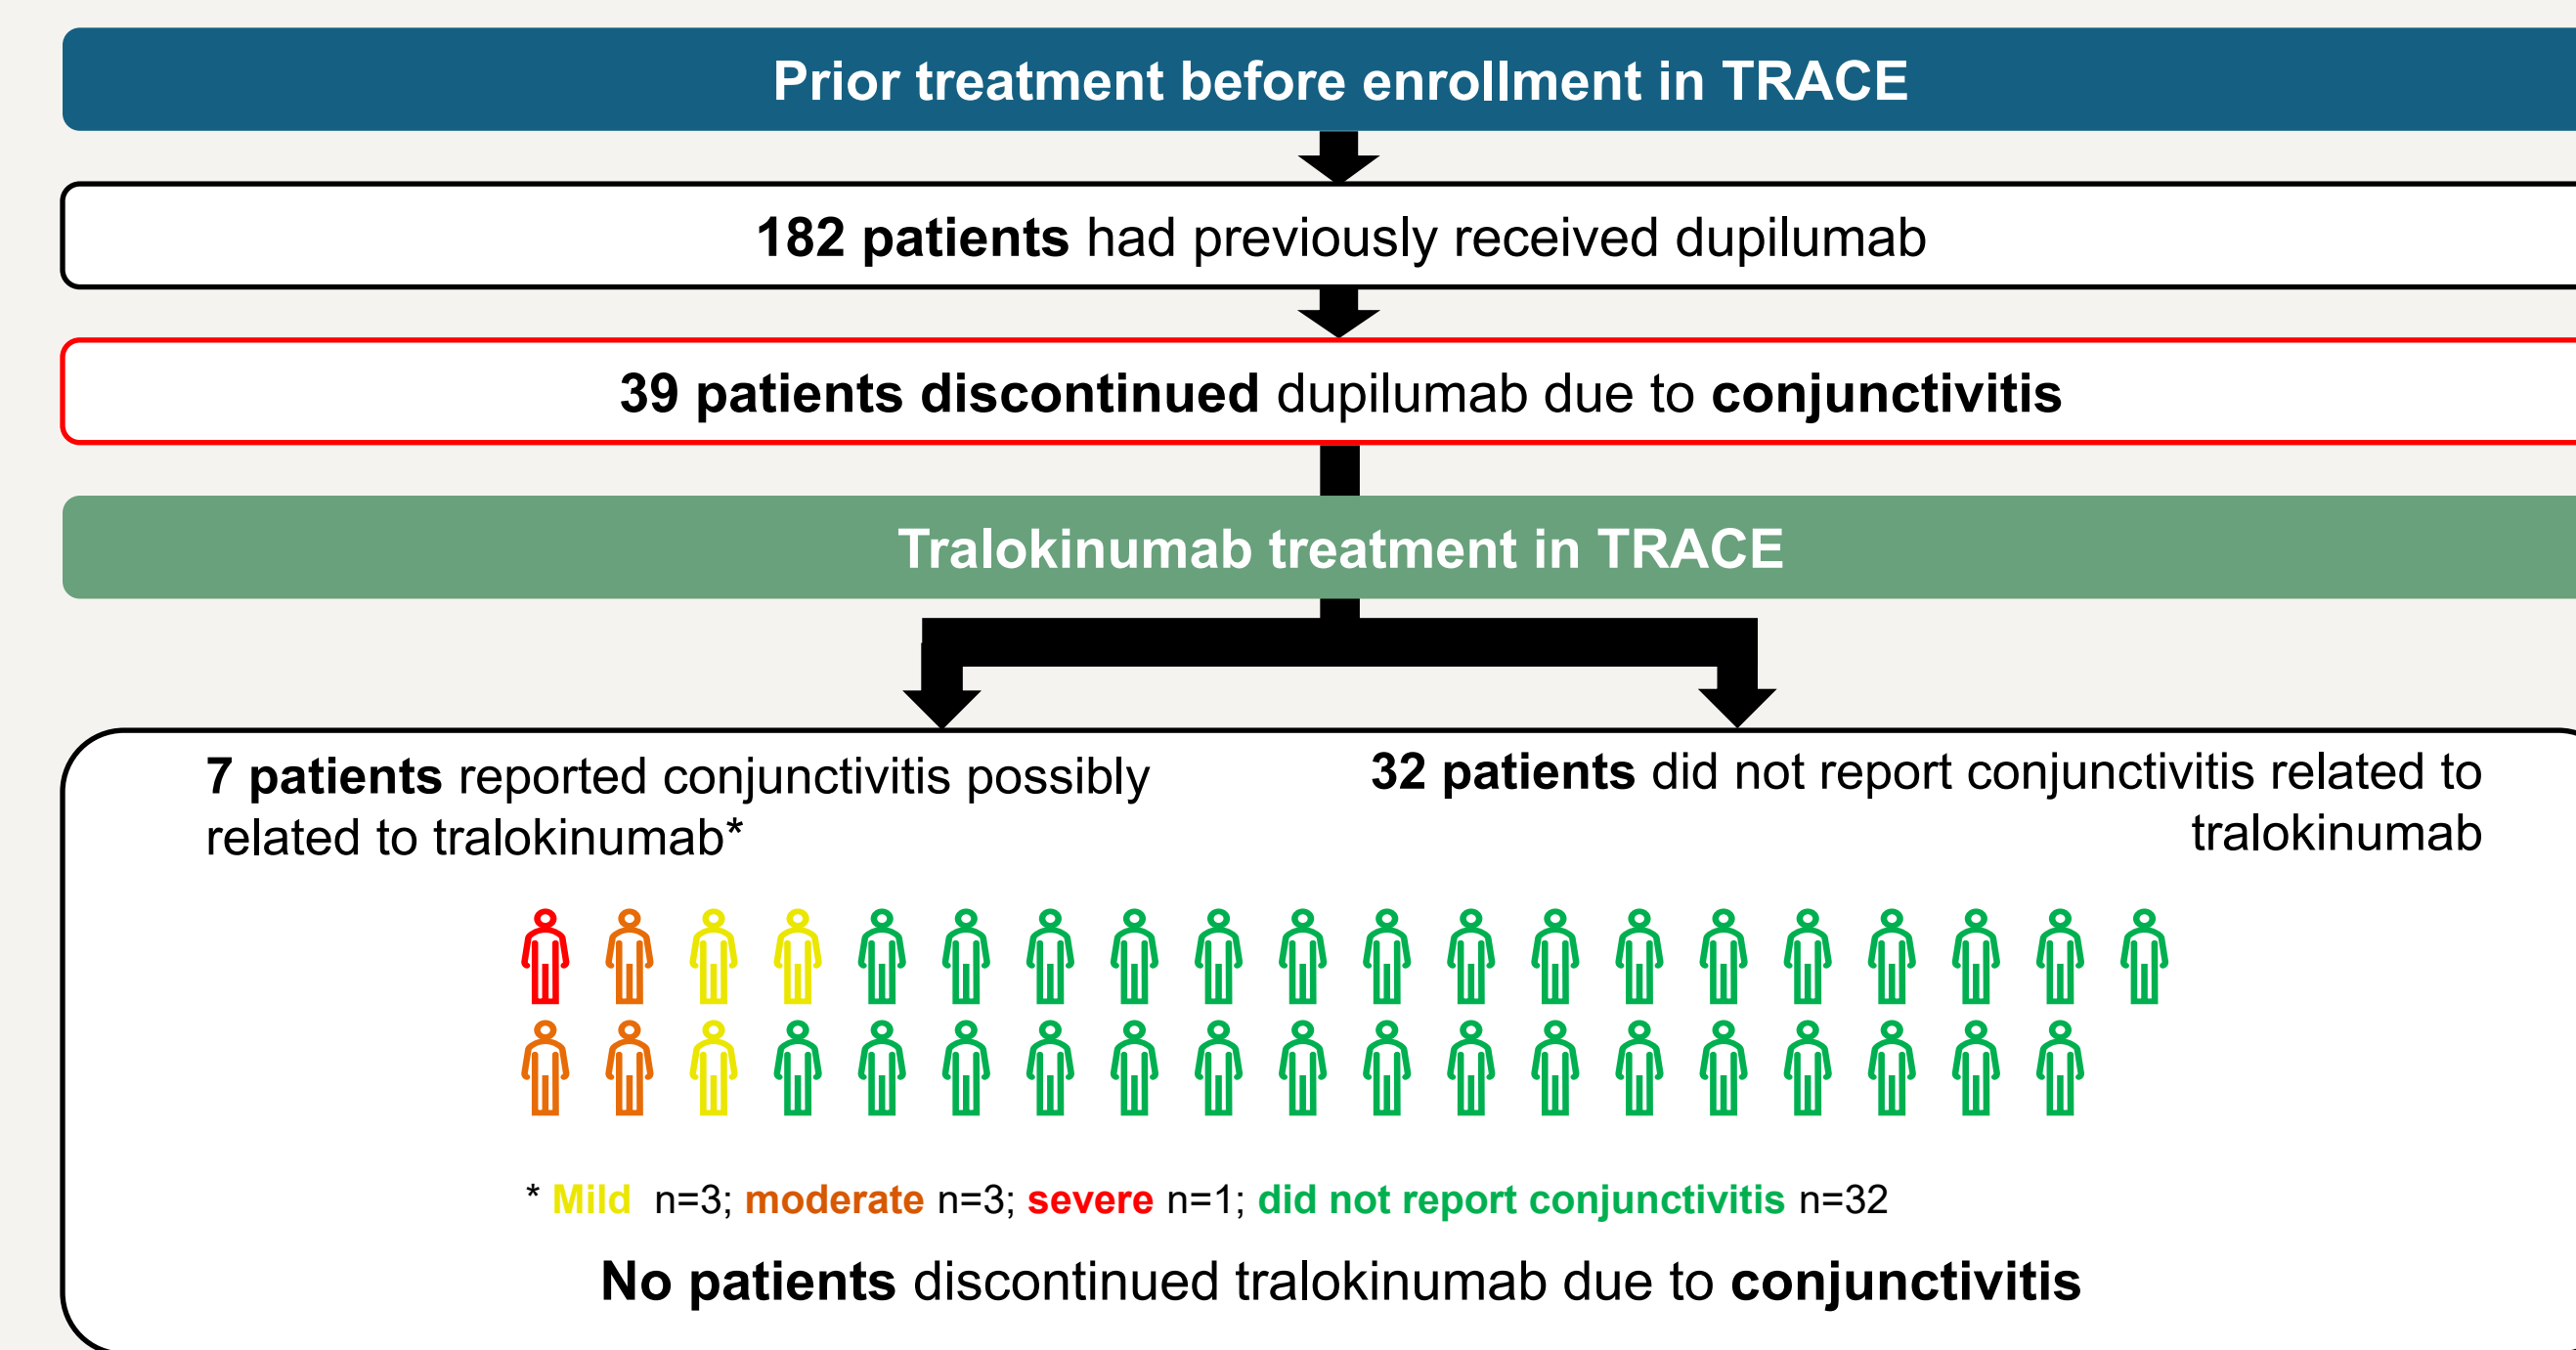 Prior treatment before enrollment in TRACE
182 patients had previously received dupilumab
39 patients discontinued dupilumab due to conjunctivitis
Tralokinumab treatment in TRACE
7 patients reported conjunctivitis possibly
related to tralokinumab*
32 patients did not report conjunctivitis related to
tralokinumab
* Mild n=3; moderate n=3; severe n=1; did not report conjunctivitis n=32
No patients discontinued tralokinumab due to conjunctivitis